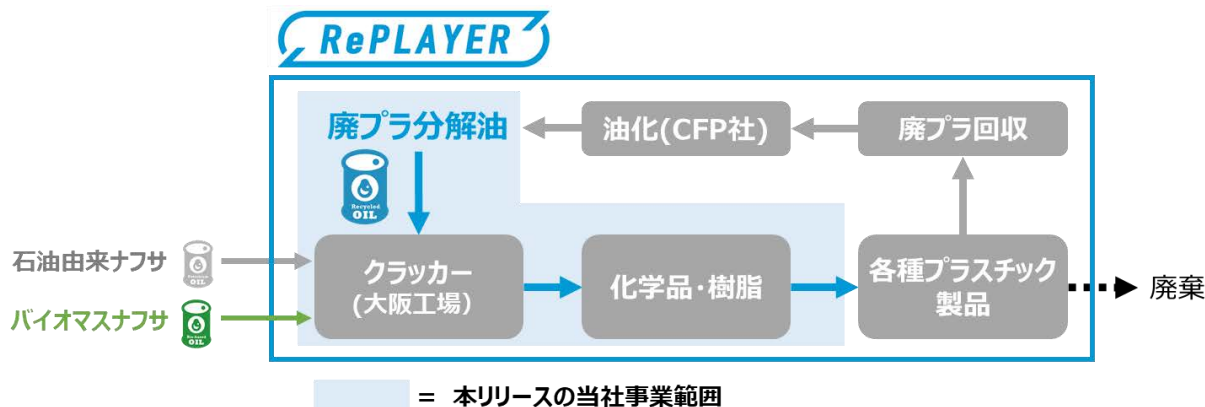 RePLAYER
廃プラ分解油
油化(CFP社)
廃プラ回収
Recycled
OIL
石油由来ナフサ
OIL
バイオマスナフサ
OIL
クラッカー
(大阪工場)
化学品・樹脂
各種プラスチック
製品
廃棄
= 本リリースの当社事業範囲